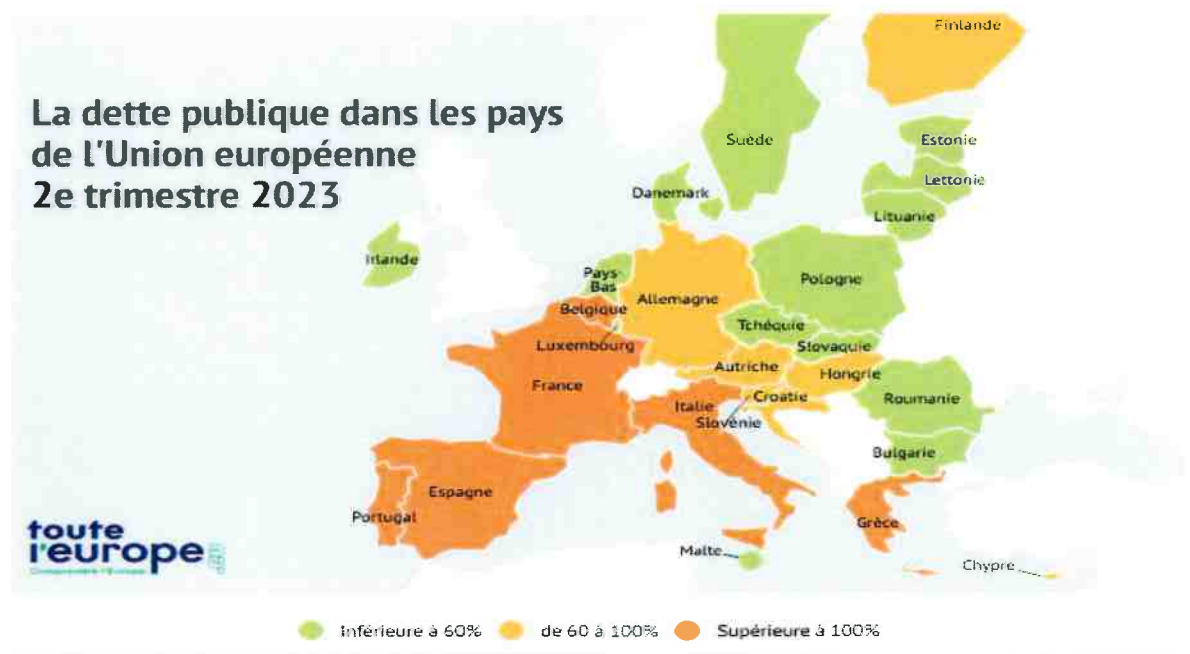 Finlande
La dette publique dans les pays
de l'Union européenne
2e trimestre 2023
Suède
Estonie
Lettonie
Danemark
Lituanie
Irlande
Pays-
Bas
Allemagne
Pologne
Belgique
Tchéquie
Luxembourg
Slovaquie
Autriche
Hongrie
France
Croatie
Roumanie
Italie
Slovénie
Bulgarie
Espagne
Portugal
Grèce
toute
l'europe
Malte
Chypre
Inférieure à 60% de 60 à 100% Supérieure à 100%